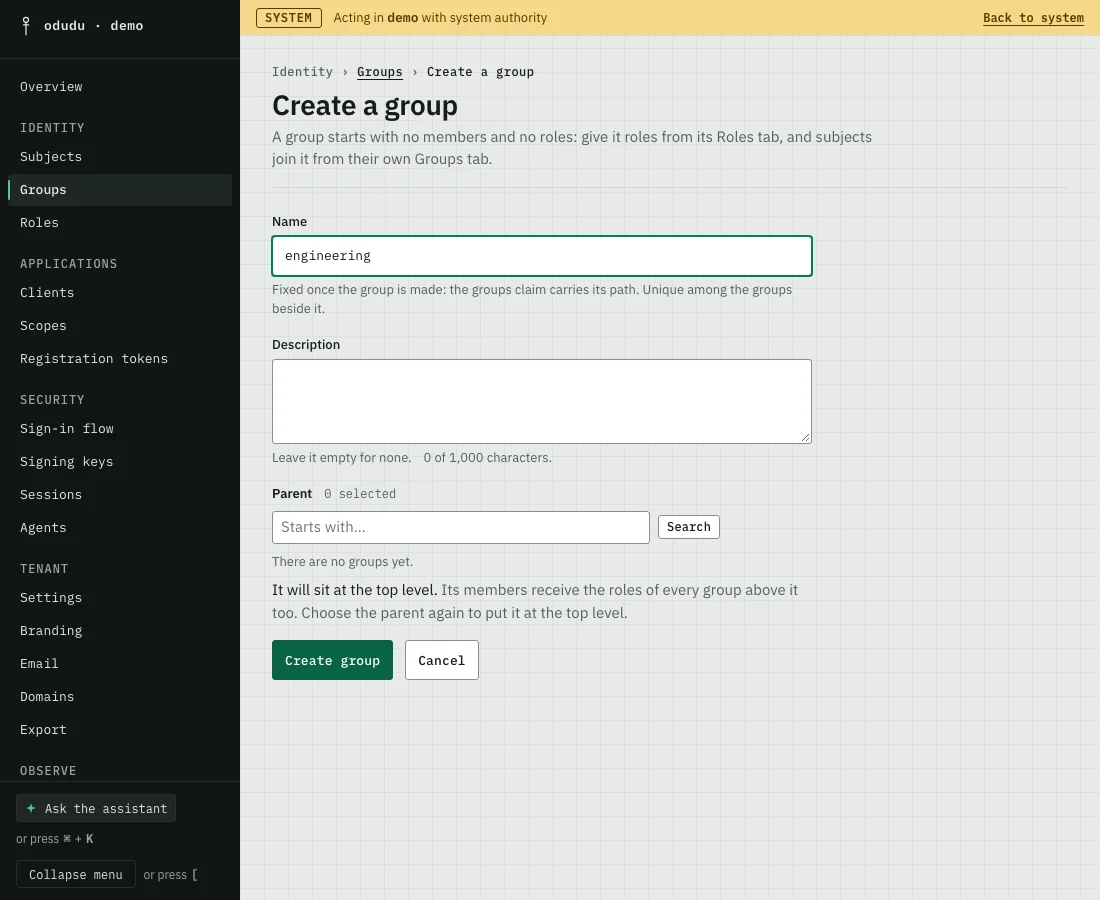 odudu · demo
SYSTEM Acting in demo with system authority Back to system
Overview
IDENTITY
Subjects
Groups
Roles
APPLICATIONS
Clients
Scopes
Registration tokens
SECURITY
Sign-in flow
Signing keys
Sessions
Agents
TENANT
Settings
Branding
Email
Domains
Export
OBSERVE
Ask the assistant
or press ⌘ + K
Collapse menu or press [
Identity › Groups › Create a group
Create a group
A group starts with no members and no roles: give it roles from its Roles tab, and subjects
join it from their own Groups tab.
Name
engineering
Fixed once the group is made: the groups claim carries its path. Unique among the groups
beside it.
Description
Leave it empty for none. 0 of 1,000 characters.
Parent 0 selected
Starts with... Search
There are no groups yet.
It will sit at the top level. Its members receive the roles of every group above it
too. Choose the parent again to put it at the top level.
Create group Cancel